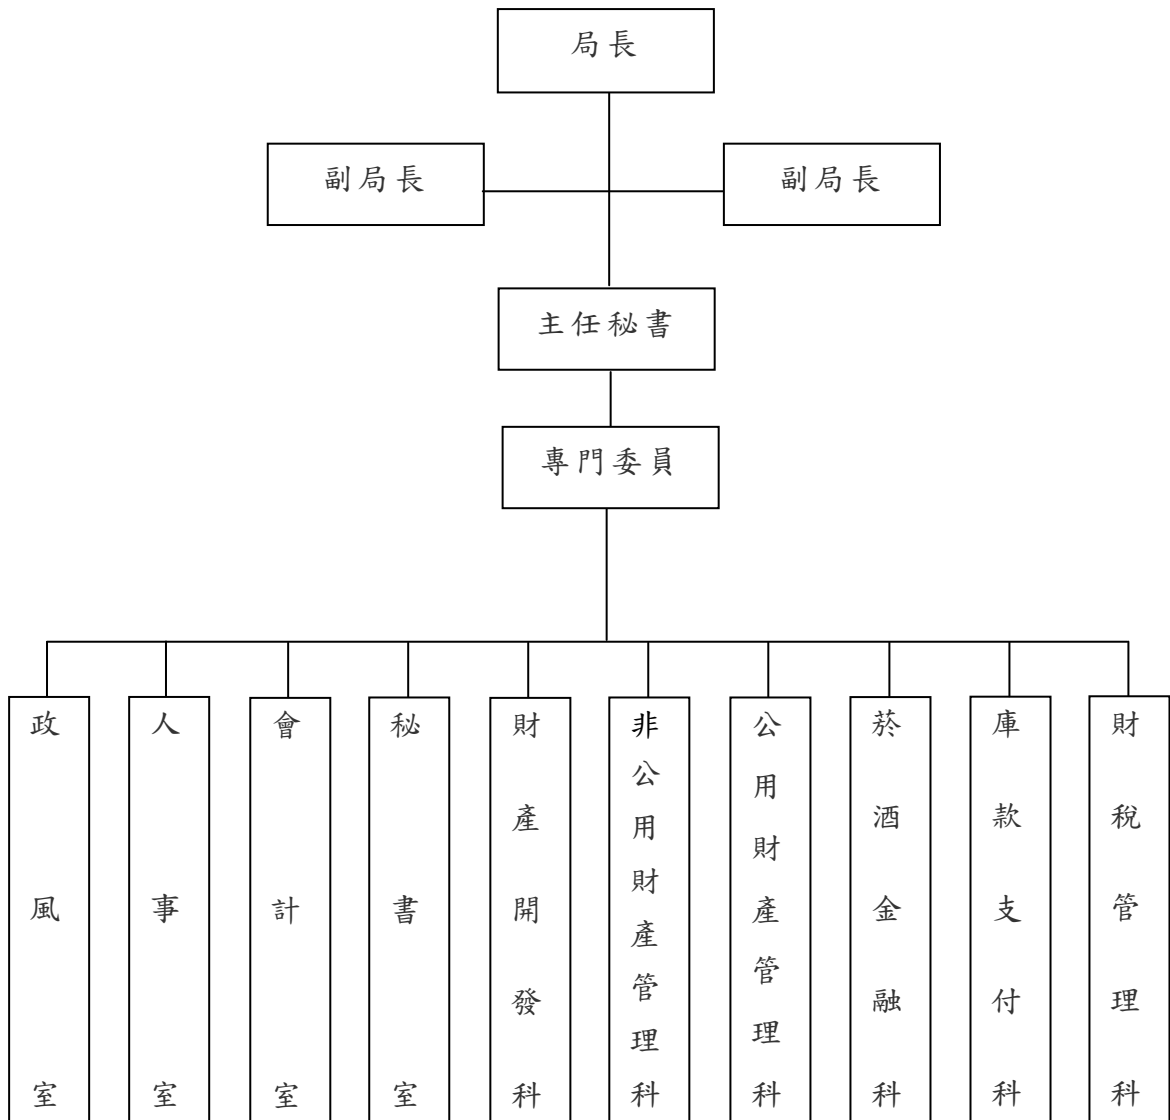 局長
副局長
副局長
主任秘書
專門委員
政風室
人事室
會計室
秘書室
財產開發科
非公用財產管理科
公用財產管理科
菸酒金融科
庫款支付科
財稅管理科